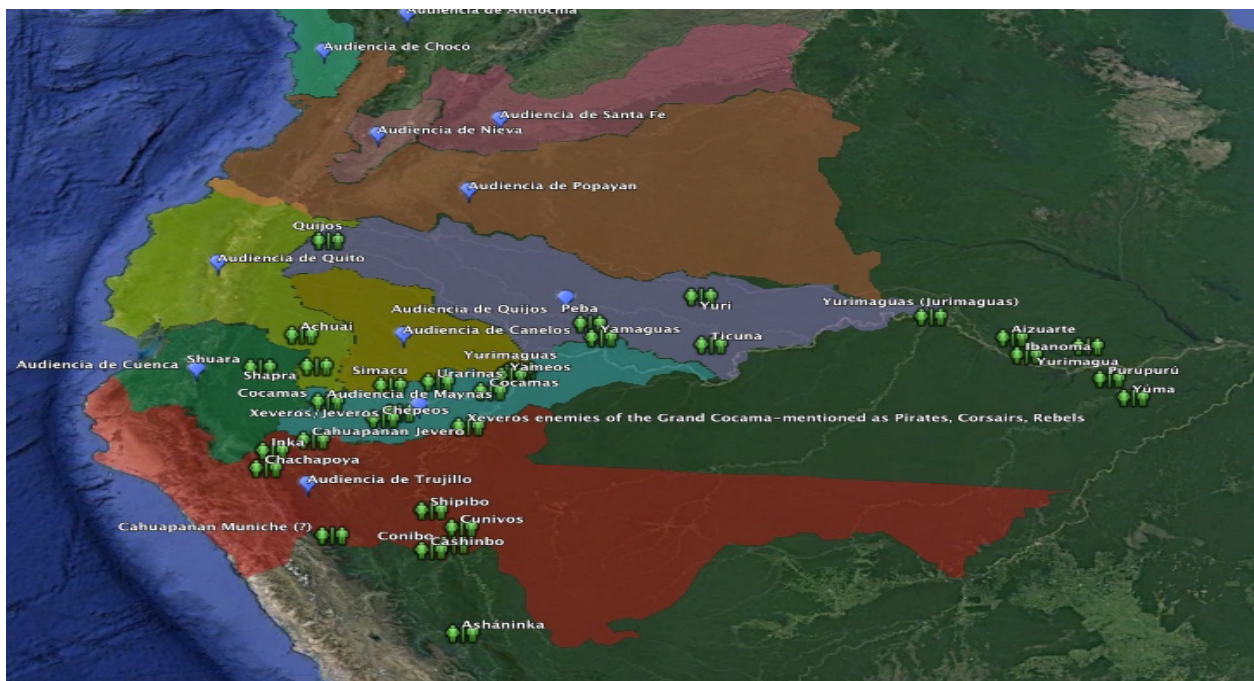 Audiencia de Antiochia
Audiencia de Chocó
Audiencia de Santa Fe
Audiencia de Nieva
Audiencia de Popayan
Quijos
Audiencia de Quito
Yurimaguas (Jurimaguas)
Audiencia de Quijos
Peba
Yuri
Achuai
Audiencia de Canelos
Yamaguas
Ticuna
Aizuarte
Ibanoma
Yurimaguas
Yurimagua
Audiencia de Cuenca
Shuara
Shapra
Simacu
Urarinas
Yameos
Purupurú
Cocamas
Yúma
Cocamas
Audiencia de Maynas
Xeveros/Jeveros
Chepeos
Xeveros enemies of the Grand Cocama-mentioned as Pirates, Corsairs, Rebels
Cahuapanan Jevero
Inka
Chachapoya
Audiencia de Trujillo
Shipibo
Cunivos
Cahuapanan Muniche (?)
Conibo
Cashinbo
Asháninka